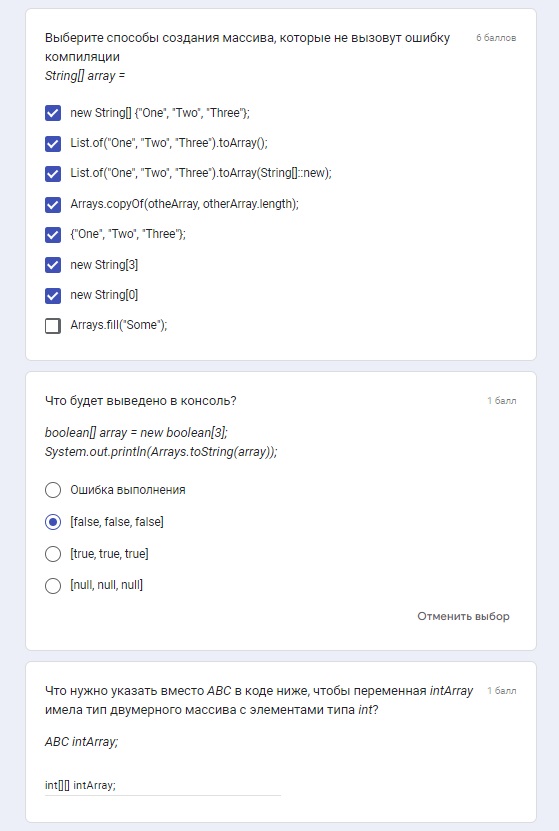 Выберите способы создания массива, которые не вызовут ошибку
6 баллов
компиляции
String[] array =
new String[] {"One", "Two", "Three"};
List.of("One", "Two", "Three").toArray();
List.of("One", "Two", "Three").toArray(String[]::new);
Arrays.copyOf(otheArray, otherArray.length);
{"One", "Two", "Three"};
new String[3]
new String[0]
Arrays.fill("Some");
Что будет выведено в консоль?
1 балл
boolean[] array = new boolean[3];
System.out.println(Arrays.toString(array));
Ошибка выполнения
[false, false, false]
[true, true, true]
[null, null, null]
Отменить выбор
Что нужно указать вместо ABC в коде ниже, чтобы переменная intArray
1 балл
имела тип двумерного массива с элементами типа int?
ABC intArray;
int[][] intArray;